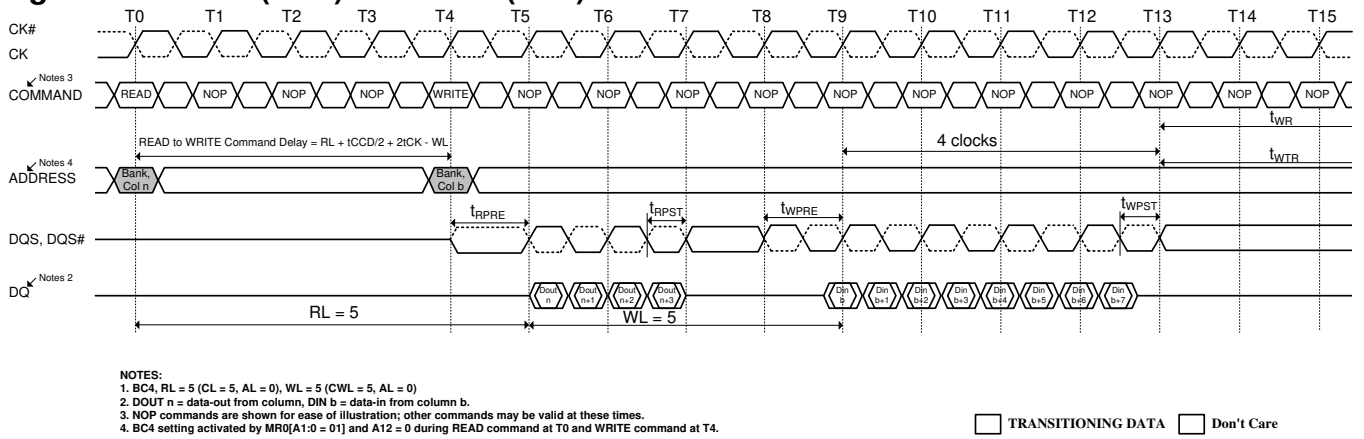 T0 T1 T2 T3 T4 T5 T6 T7 T8 T9 T10 T11 T12 T13 T14 T15
CK#
CK
Notes 3
COMMAND READ NOP NOP NOP WRITE NOP NOP NOP NOP NOP NOP NOP NOP NOP NOP NOP
tWR
READ to WRITE Command Delay = RL + tCCD/2 + 2tCK - WL
4 clocks
tWTR
Notes 4
ADDRESS
Bank, Col n
Bank, Col b
tRPRE tRPST tWPRE tWPST
DQS, DQS#
Notes 2
DQ
Dout n Dout n+1 Dout n+2 Dout n+3 Din b Din b+1 Din b+2 Din b+3 Din b+4 Din b+5 Din b+6 Din b+7
RL = 5 WL = 5
NOTES:
1. BC4, RL = 5 (CL = 5, AL = 0), WL = 5 (CWL = 5, AL = 0)
2. DOUT n = data-out from column, DIN b = data-in from column b.
3. NOP commands are shown for ease of illustration; other commands may be valid at these times.
4. BC4 setting activated by MR0[A1:0 = 01] and A12 = 0 during READ command at T0 and WRITE command at T4.
TRANSITIONING DATA Don't Care